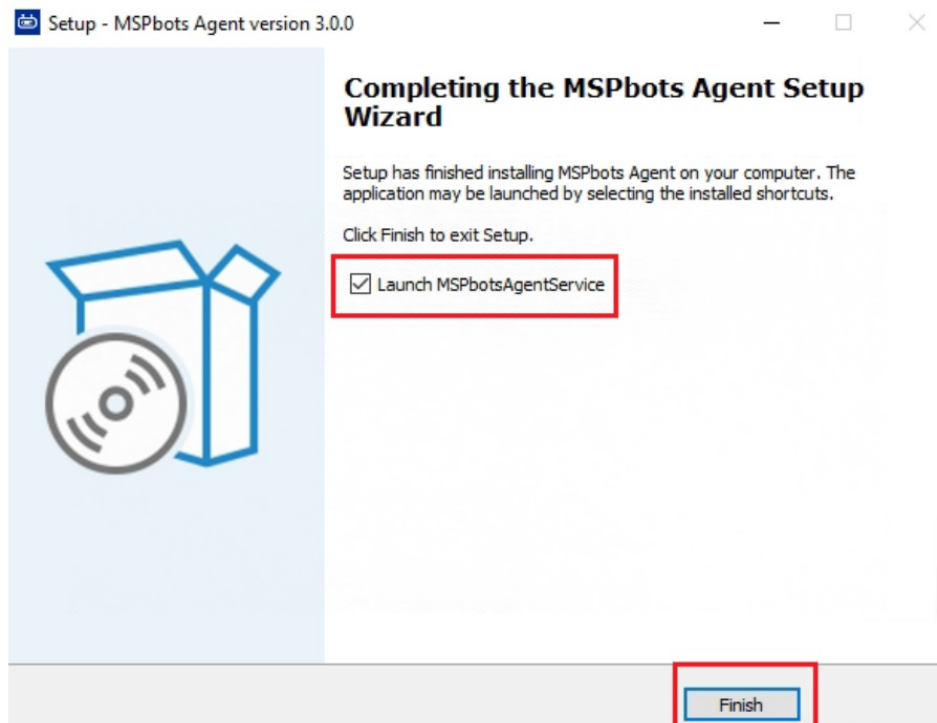 Setup - MSPbots Agent version 3.0.0
Completing the MSPbots Agent Setup
Wizard
Setup has finished installing MSPbots Agent on your computer. The
application may be launched by selecting the installed shortcuts.
Click Finish to exit Setup.
Launch MSPbotsAgentService
Finish